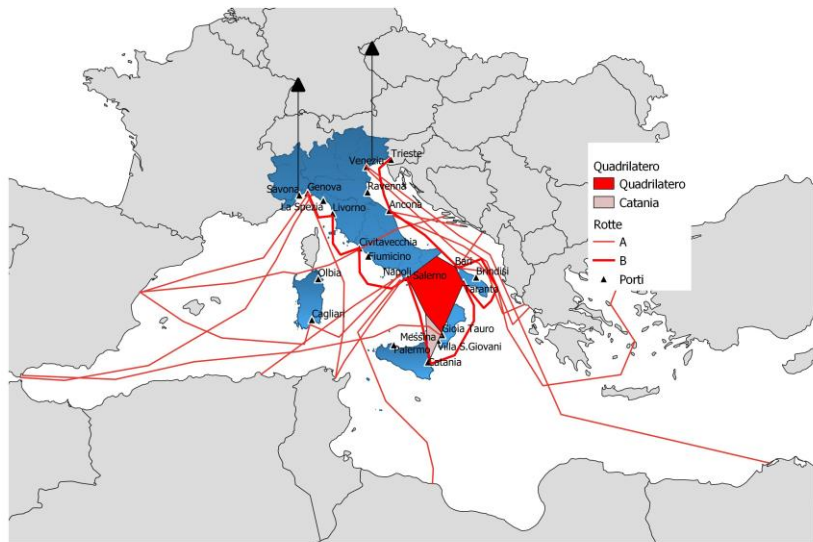 Trieste
Venezia
Savona
Genova
Ravenna
La Spezia
Livorno
Ancona
Civitavecchia
Fiumicino
Olbia
Napoli
Salerno
Bari
Brindisi
Taranto
Cagliari
Gioia Tauro
Messina
Villa S.Giovani
Palermo
Catania
Quadrilatero
Quadrilatero
Catania
Rotte
A
B
Porti